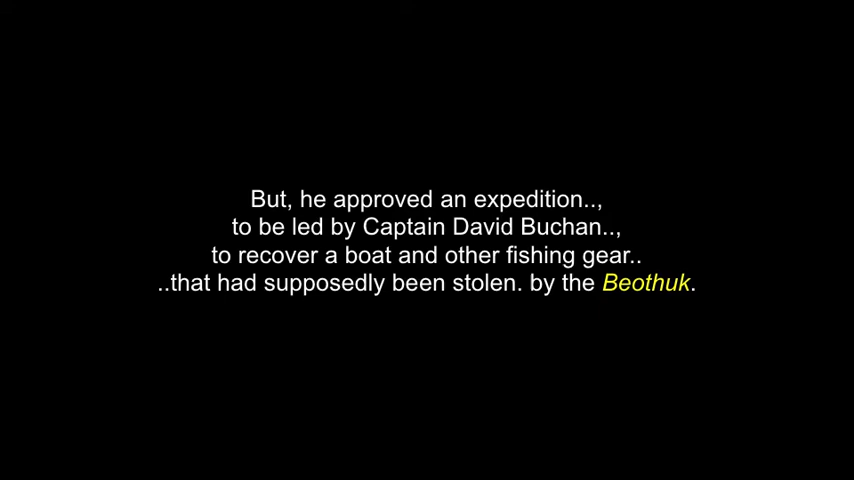 But, he approved an expedition..,
to be led by Captain David Buchan..,
to recover a boat and other fishing gear..
..that had supposedly been stolen. by the Beothuk.